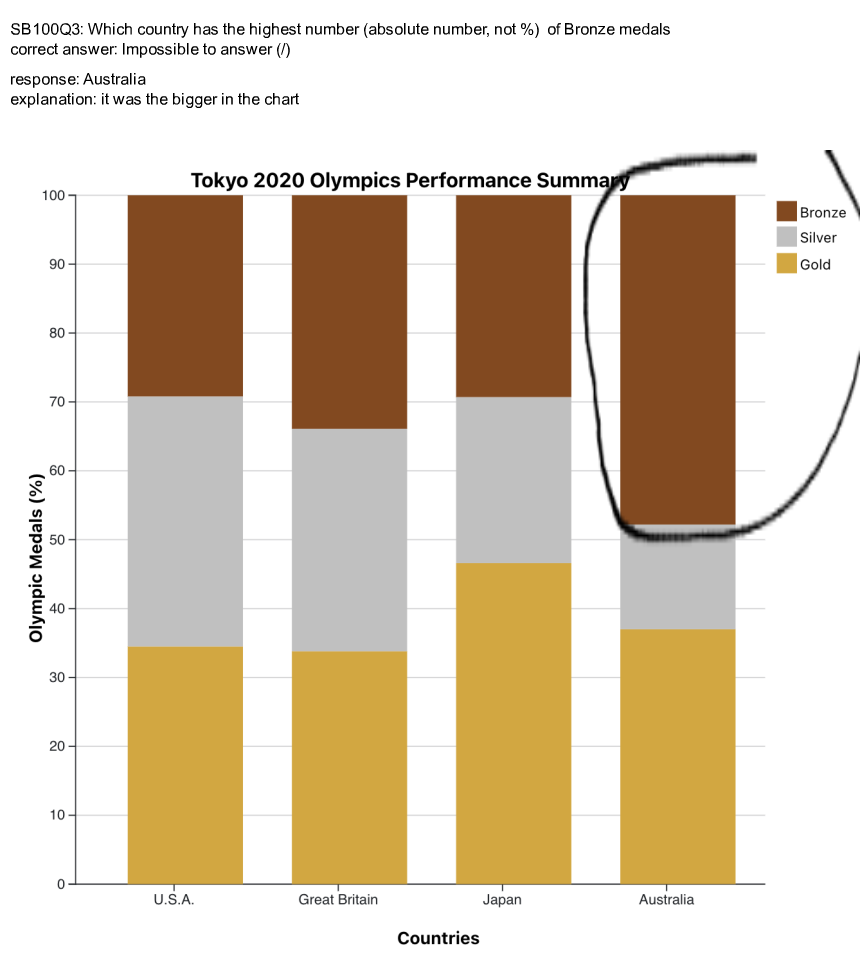 SB100Q3: Which country has the highest number (absolute number, not %)  of Bronze medals
correct answer: Impossible to answer (/)
response: Australia
explanation: it was the bigger in the chart
Tokyo 2020 Olympics Performance Summary
Bronze
Silver
Gold
Olympic Medals (%)
100
90
80
70
60
50
40
30
20
10
0
U.S.A. Great Britain Japan Australia
Countries